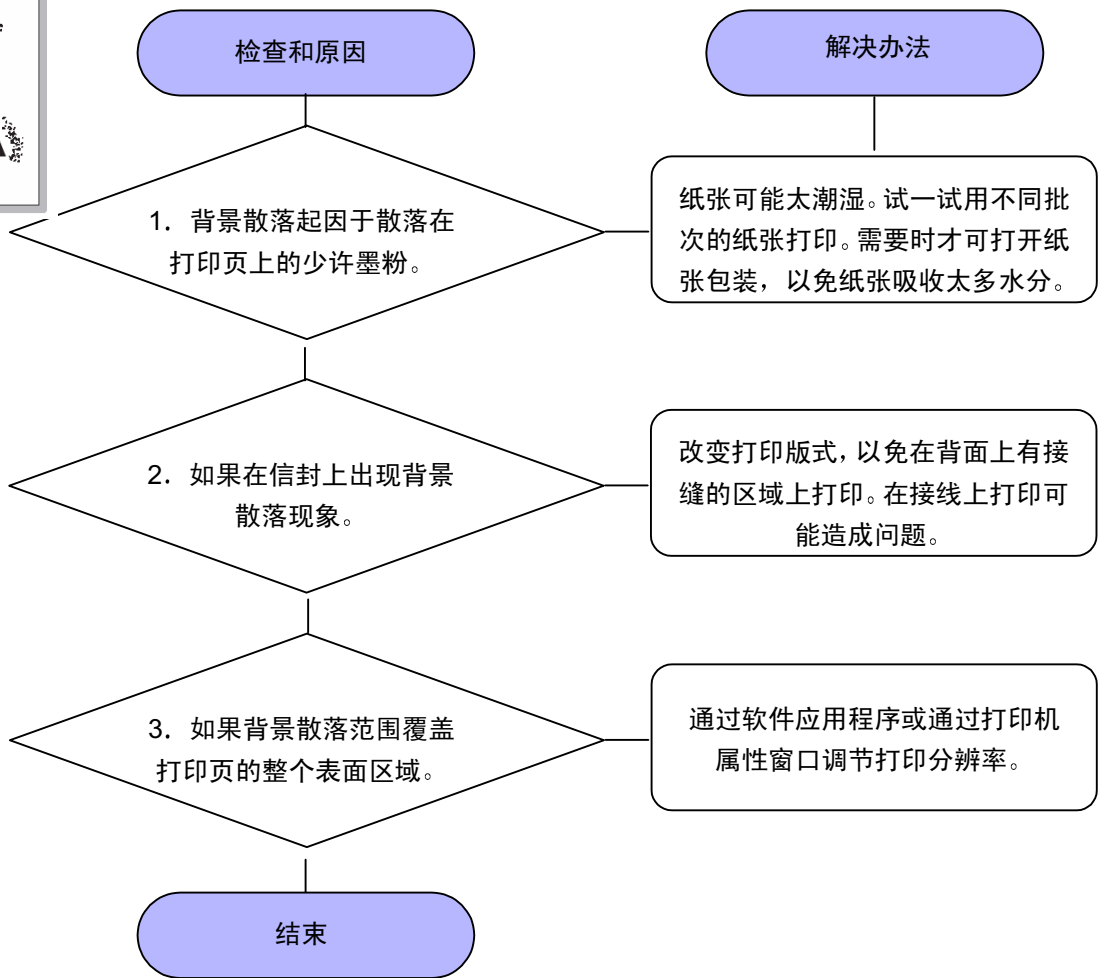 检查和原因
解决办法
1. 背景散落起因于散落在
打印页上的少许墨粉。
纸张可能太潮湿。试一试用不同批
次的纸张打印。需要时才可打开纸
张包装，以免纸张吸收太多水分。
2. 如果在信封上出现背景
散落现象。
改变打印版式，以免在背面上有接
缝的区域上打印。在接线上打印可
能造成问题。
3. 如果背景散落范围覆盖
打印页的整个表面区域。
通过软件应用程序或通过打印机
属性窗口调节打印分辨率。
结束